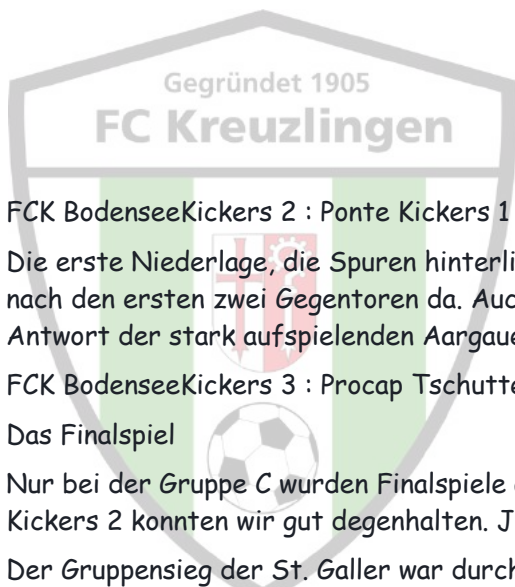 Gegründet 1905
FC Kreuzlingen
FCK BodenseeKickers 2 : Ponte Kickers 1
Die erste Niederlage, die Spuren hinterli
nach den ersten zwei Gegentoren da. Auc
Antwort der stark aufspielenden Aargaue
FCK BodenseeKickers 3 : Procap Tschutte
Das Finalspiel
Nur bei der Gruppe C wurden Finalspiele
Kickers 2 konnten wir gut degenhalten. J
Der Gruppensieg der St. Galler war durch